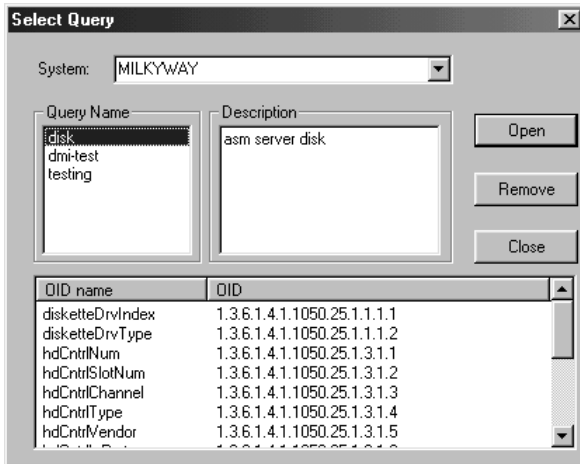 Select Query
System: MILKYWAY
Query Name
disk
dmi-test
testing
Description
asm server disk
Open
Remove
Close
OID name OID
disketteDrvIndex 1.3.6.1.4.1.1050.25.1.1.1.1
disketteDrvType 1.3.6.1.4.1.1050.25.1.1.1.2
hdCntrlNum 1.3.6.1.4.1.1050.25.1.3.1.1
hdCntrlSlotNum 1.3.6.1.4.1.1050.25.1.3.1.2
hdCntrlChannel 1.3.6.1.4.1.1050.25.1.3.1.3
hdCntrlType 1.3.6.1.4.1.1050.25.1.3.1.4
hdCntrlVendor 1.3.6.1.4.1.1050.25.1.3.1.5